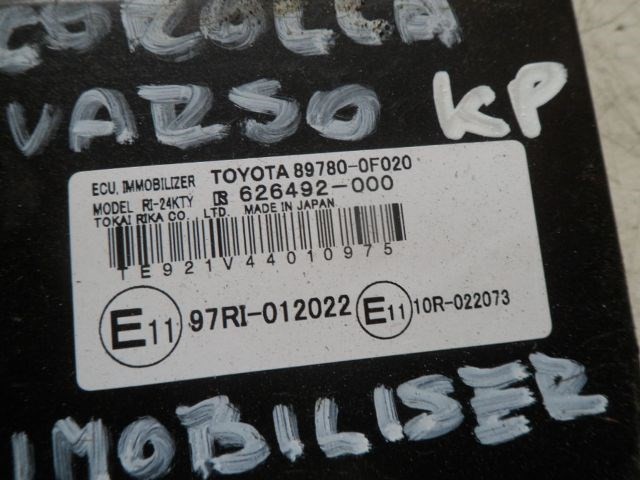 COROLLA
VARSO KP
ECU, IMMOBILIZER TOYOTA 89780-0F020
MODEL RI-24KTY R 626492-000
TOKAI RIKA CO. LTD. MADE IN JAPAN
TE921V44010975
E11 97RI-012022 E11 10R-022073
IMOBILISER